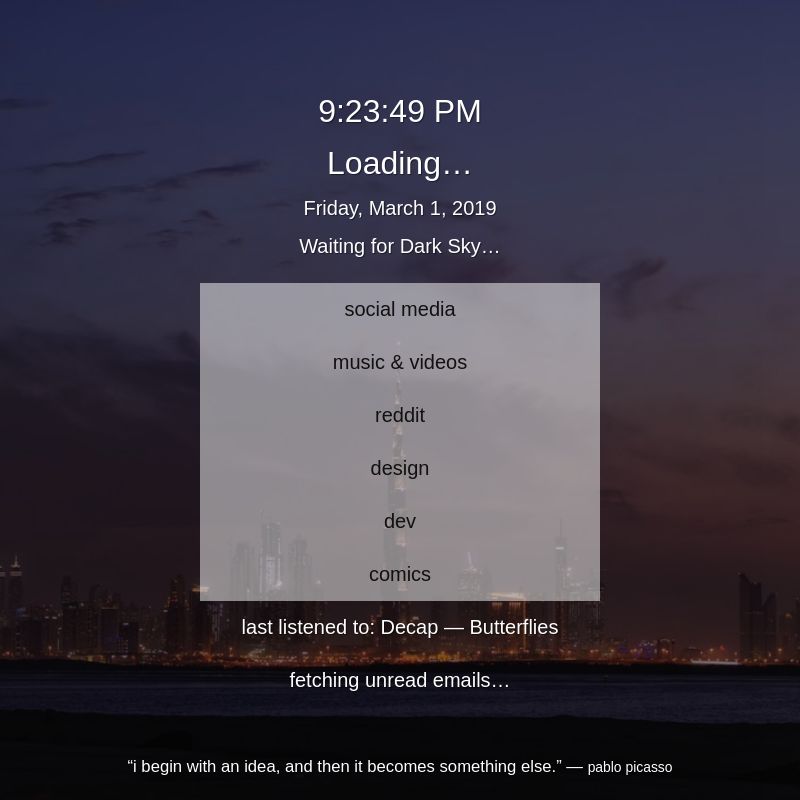 9:23:49 PM
Loading…
Friday, March 1, 2019
Waiting for Dark Sky…
social media
music & videos
reddit
design
dev
comics
last listened to: Decap — Butterflies
fetching unread emails…
“i begin with an idea, and then it becomes something else.” — pablo picasso